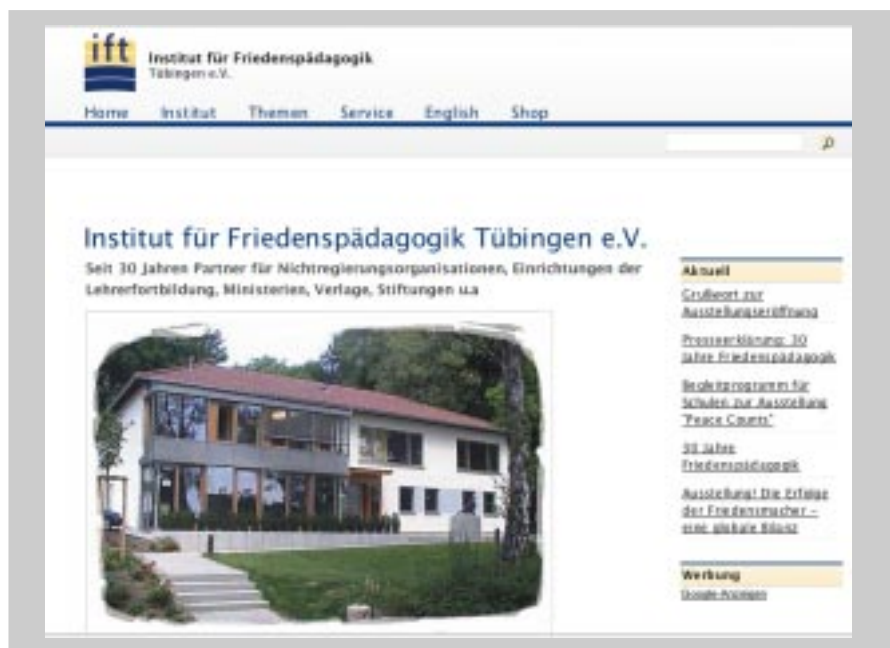 ift
Institut für Friedenspädagogik
Tübingen e.V.
Home Institut Themen Service English Shop
Institut für Friedenspädagogik Tübingen e.V.
Seit 30 Jahren Partner für Nichtregierungsorganisationen, Einrichtungen der
Lehrerfortbildung, Ministerien, Verlage, Stiftungen u.a
Aktuell
Grußwort zur
Ausstellungseröffnung
Presseerklärung: 30
Jahre Friedenspädagogik
Begleitprogramm für
Schulen zur Ausstellung
"Peace Counts"
30 Jahre
Friedenspädagogik
Ausstellung! Die Erfolge
der Friedensmacher –
eine globale Bilanz
Werbung
Google-Anzeigen